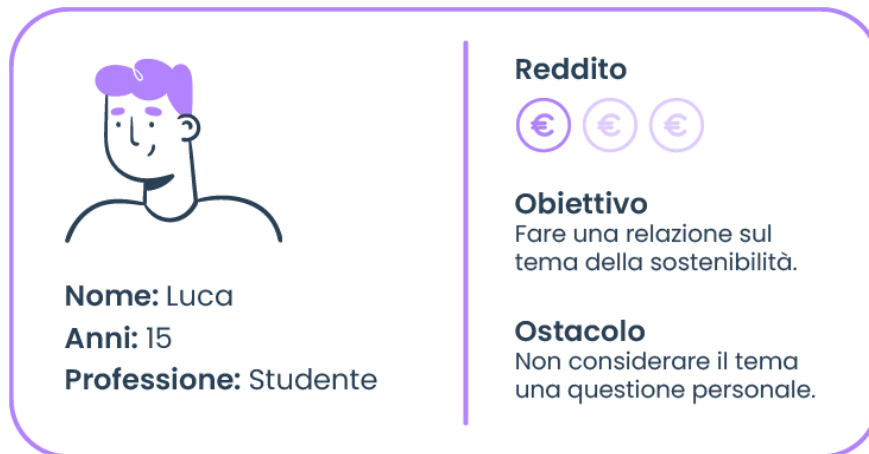 Nome: Luca
Anni: 15
Professione: Studente
Reddito
€ € €
Obiettivo
Fare una relazione sul
tema della sostenibilità.
Ostacolo
Non considerare il tema
una questione personale.